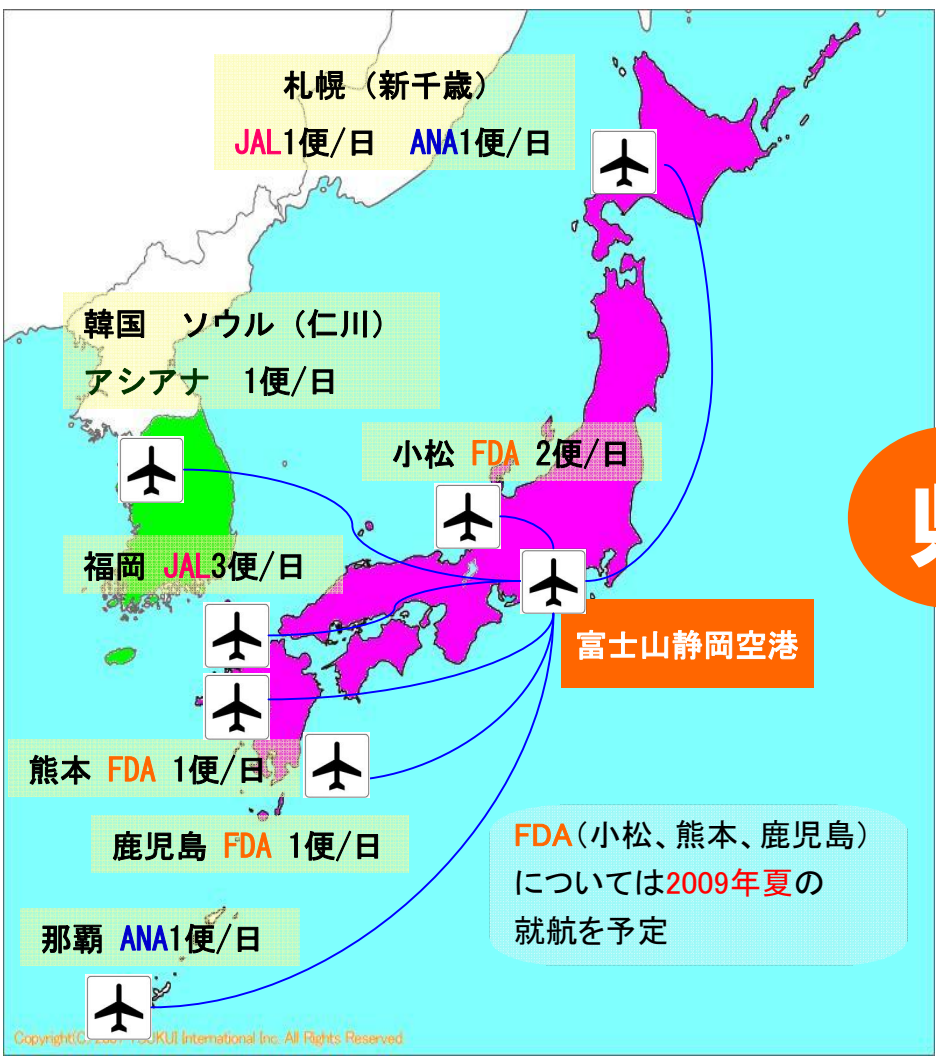 札幌（新千歳）
JAL1便/日　ANA1便/日
韓国　ソウル（仁川）
アシアナ　1便/日
小松 FDA 2便/日
福岡 JAL3便/日
富士山静岡空港
熊本 FDA 1便/日
鹿児島 FDA 1便/日
FDA（小松、熊本、鹿児島）
については2009年夏の
就航を予定
那覇 ANA1便/日
International Inc. All Rights Reserved